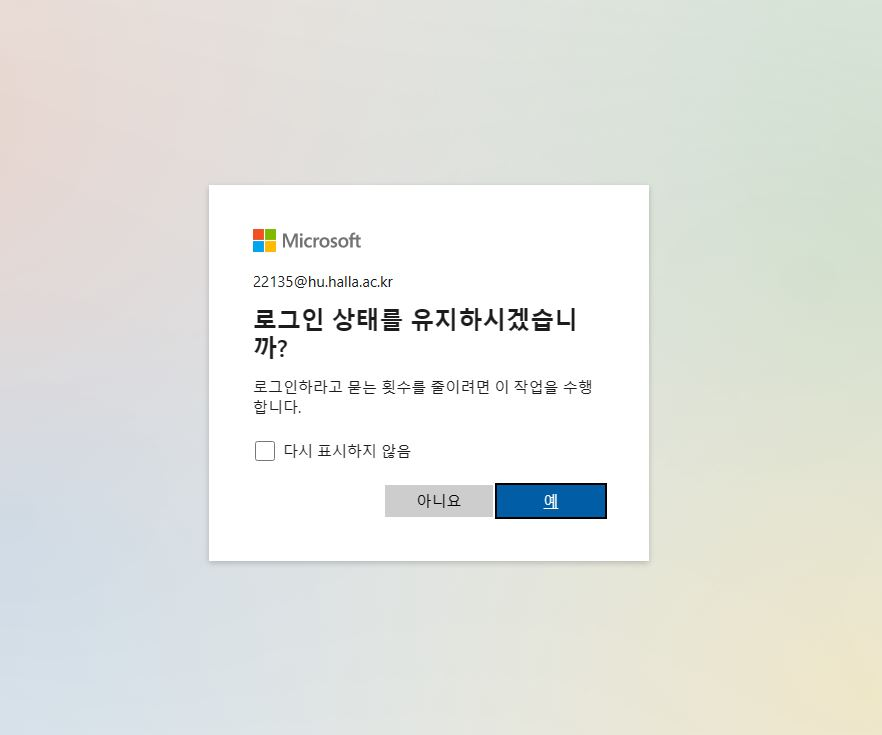 Microsoft
22135@hu.halla.ac.kr
로그인 상태를 유지하시겠습니
까?
로그인하라고 묻는 횟수를 줄이려면 이 작업을 수행
합니다.
다시 표시하지 않음
아니요
예